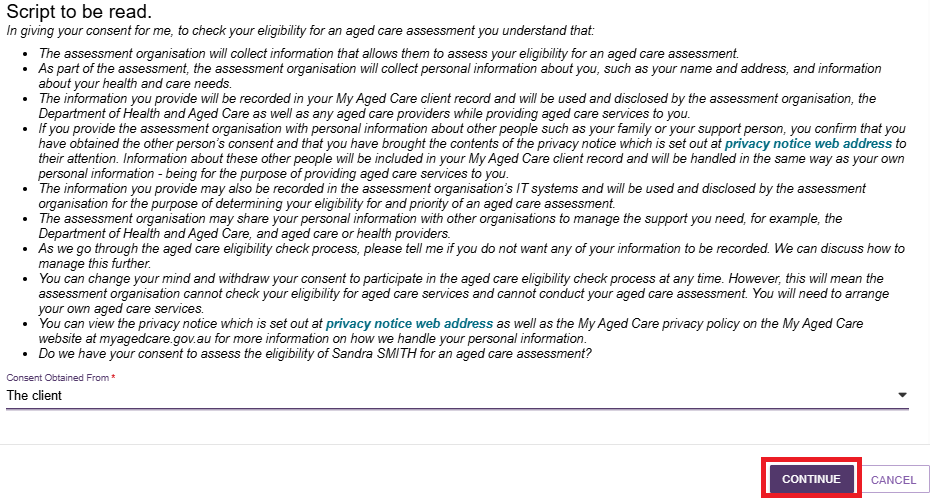 Script to be read.
In giving your consent for me, to check your eligibility for an aged care assessment you understand that:
• The assessment organisation will collect information that allows them to assess your eligibility for an aged care assessment.
• As part of the assessment, the assessment organisation will collect personal information about you, such as your name and address, and information
about your health and care needs.
• The information you provide will be recorded in your My Aged Care client record and will be used and disclosed by the assessment organisation, the
Department of Health and Aged Care as well as any aged care providers while providing aged care services to you.
• If you provide the assessment organisation with personal information about other people such as your family or your support person, you confirm that you
have obtained the other person's consent and that you have brought the contents of the privacy notice which is set out at privacy notice web address to
their attention. Information about these other people will be included in your My Aged Care client record and will be handled in the same way as your own
personal information - being for the purpose of providing aged care services to you.
• The information you provide may also be recorded in the assessment organisation's IT systems and will be used and disclosed by the assessment
organisation for the purpose of determining your eligibility for and priority of an aged care assessment.
• The assessment organisation may share your personal information with other organisations to manage the support you need, for example, the
Department of Health and Aged Care, and aged care or health providers.
• As we go through the aged care eligibility check process, please tell me if you do not want any of your information to be recorded. We can discuss how to
manage this further.
• You can change your mind and withdraw your consent to participate in the aged care eligibility check process at any time. However, this will mean the
assessment organisation cannot check your eligibility for aged care services and cannot conduct your aged care assessment. You will need to arrange
your own aged care services.
• You can view the privacy notice which is set out at privacy notice web address as well as the My Aged Care privacy policy on the My Aged Care
website at myagedcare.gov.au for more information on how we handle your personal information.
• Do we have your consent to assess the eligibility of Sandra SMITH for an aged care assessment?
Consent Obtained From *
The client
CONTINUE CANCEL